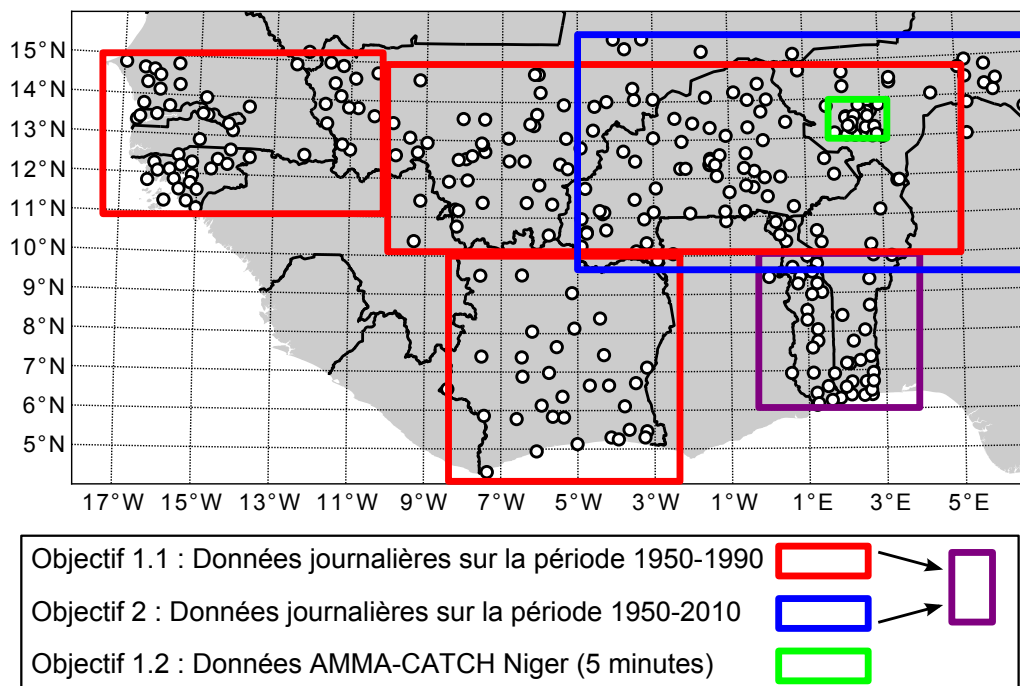 15°N
14°N
13°N
12°N
11°N
10°N
9°N
8°N
7°N
6°N
5°N
17°W 15°W 13°W 11°W 9°W 7°W 5°W 3°W 1°W 1°E 3°E 5°E
Objectif 1.1 : Données journalières sur la période 1950-1990
Objectif 2 : Données journalières sur la période 1950-2010
Objectif 1.2 : Données AMMA-CATCH Niger (5 minutes)